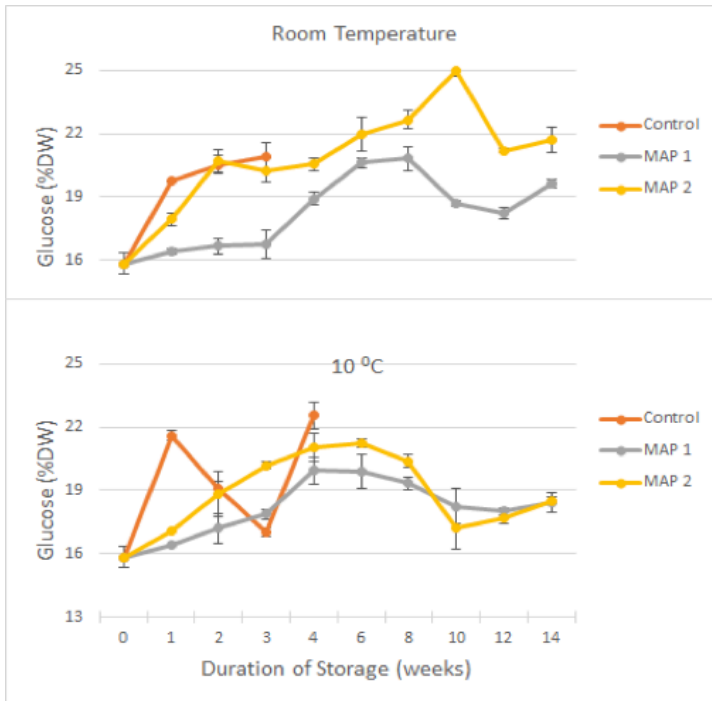 Room Temperature
25
22
19
16
Glucose (%DW)
Control
MAP 1
MAP 2
10 ⁰C
25
22
19
16
13
Glucose (%DW)
0 1 2 3 4 6 8 10 12 14
Duration of Storage (weeks)
Control
MAP 1
MAP 2